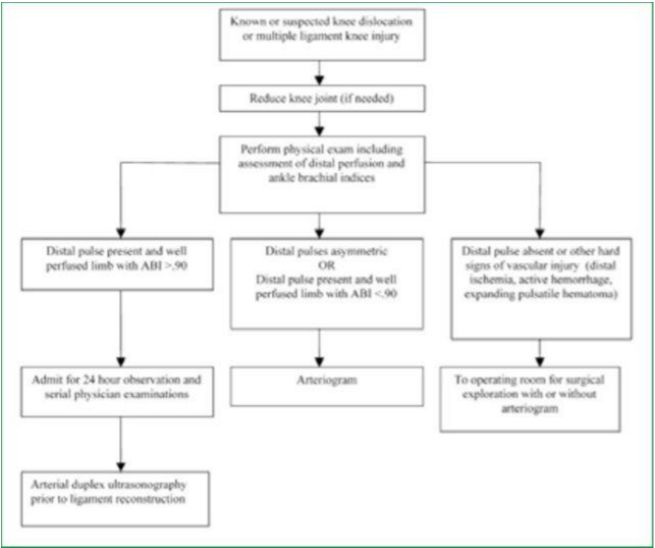 Known or suspected knee dislocation
or multiple ligament knee injury
Reduce knee joint (if needed)
Perform physical exam including
assessment of distal perfusion and
ankle brachial indices
Distal pulse present and well
perfused limb with ABI >.90
Distal pulses asymmetric
OR
Distal pulse present and well
perfused limb with ABI <.90
Distal pulse absent or other hard
signs of vascular injury (distal
ischemia, active hemorrhage,
expanding pulsatile hematoma)
Admit for 24 hour observation and
serial physician examinations
Arteriogram
To operating room for surgical
exploration with or without
arteriogram
Arterial duplex ultrasonography
prior to ligament reconstruction